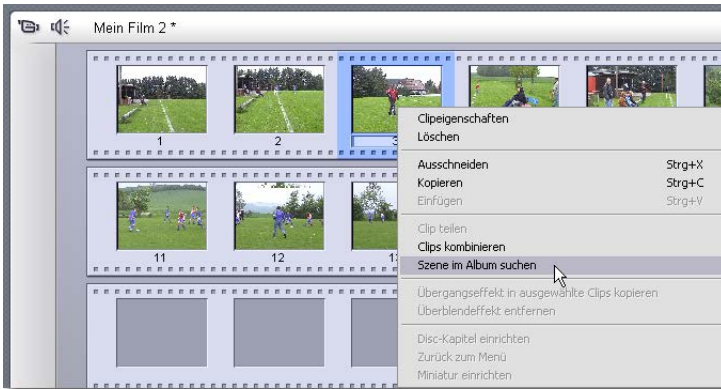 Mein Film 2 *
1 2 3
Clipeigenschaften
Löschen
Ausschneiden Strg+X
Kopieren Strg+C
Einfügen Strg+V
Clip teilen
Clips kombinieren
Szene im Album suchen
11 12
Übergangseffekt in ausgewählte Clips kopieren
Überblendeffekt entfernen
Disc-Kapitel einrichten
Zurück zum Menü
Miniatur einrichten